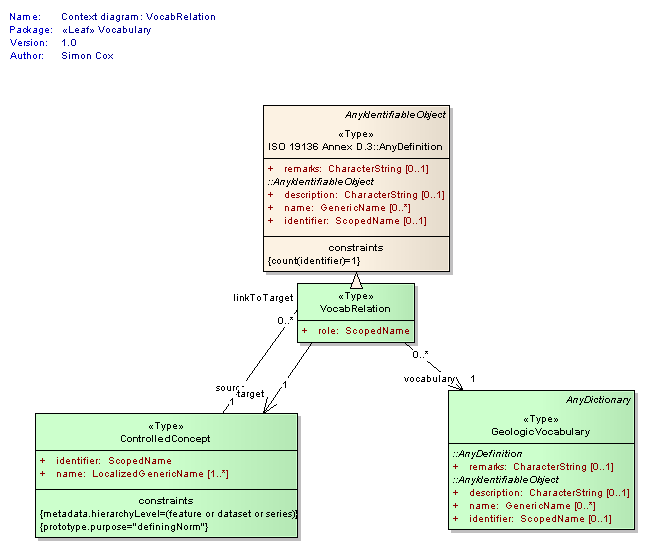 Name: Context diagram: VocabRelation
Package: «Leaf» Vocabulary
Version: 1.0
Author: Simon Cox
AnyIdentifiableObject
«Type»
ISO 19136 Annex D.3::AnyDefinition
+ remarks: CharacterString [0..1]
::AnyIdentifiableObject
+ description: CharacterString [0..1]
+ name: GenericName [0..*]
+ identifier: ScopedName [0..1]
constraints
{count(identifier)=1}
linkToTarget
0..*
«Type»
VocabRelation
+ role: ScopedName
0..*
vocabulary 1
source
1
target
1
«Type»
ControlledConcept
+ identifier: ScopedName
+ name: LocalizedGenericName [1..*]
constraints
{metadata.hierarchyLevel=(feature or dataset or series)}
{prototype.purpose="definingNorm"}
AnyDictionary
«Type»
GeologicVocabulary
::AnyDefinition
+ remarks: CharacterString [0..1]
::AnyIdentifiableObject
+ description: CharacterString [0..1]
+ name: GenericName [0..*]
+ identifier: ScopedName [0..1]